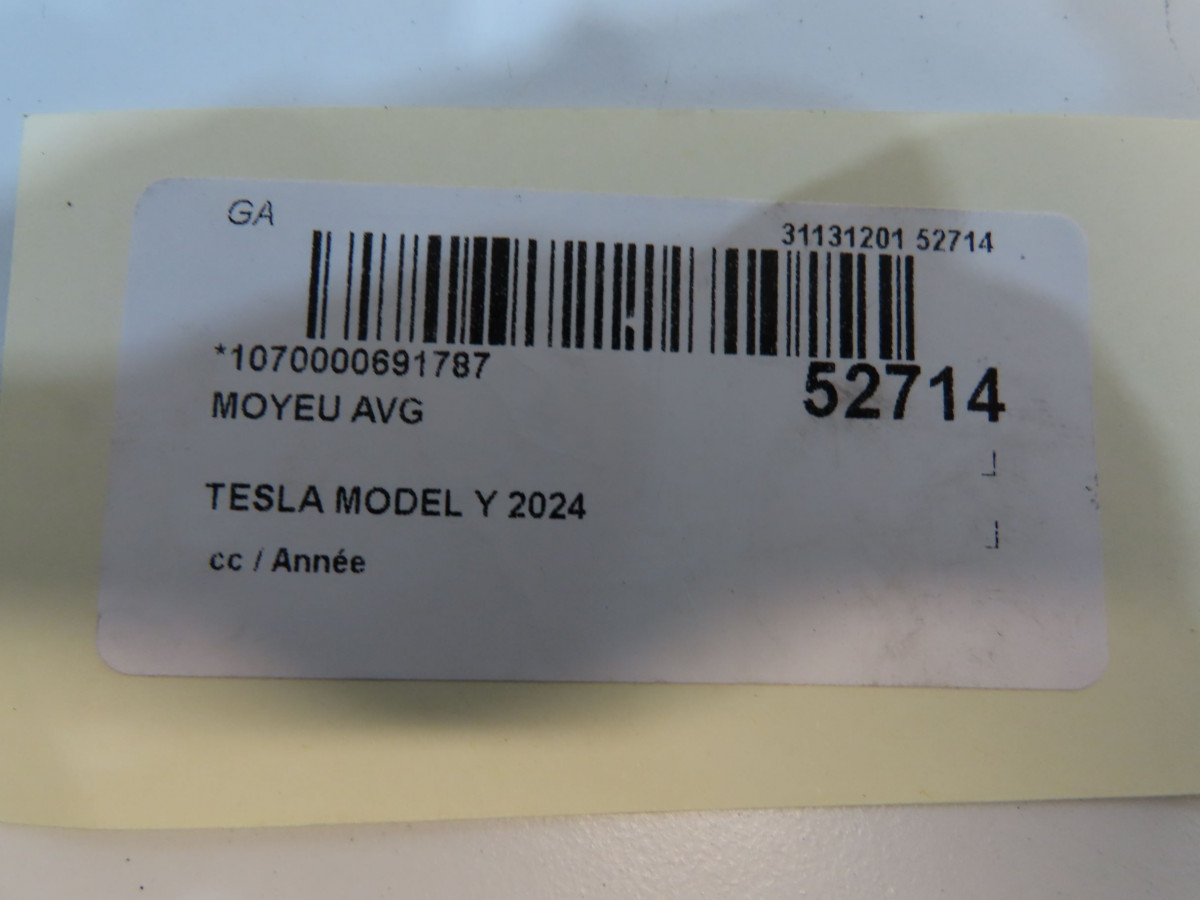 GA
31131201 52714
*1070000691787
52714
MOYEU AVG
TESLA MODEL Y 2024
cc / Année